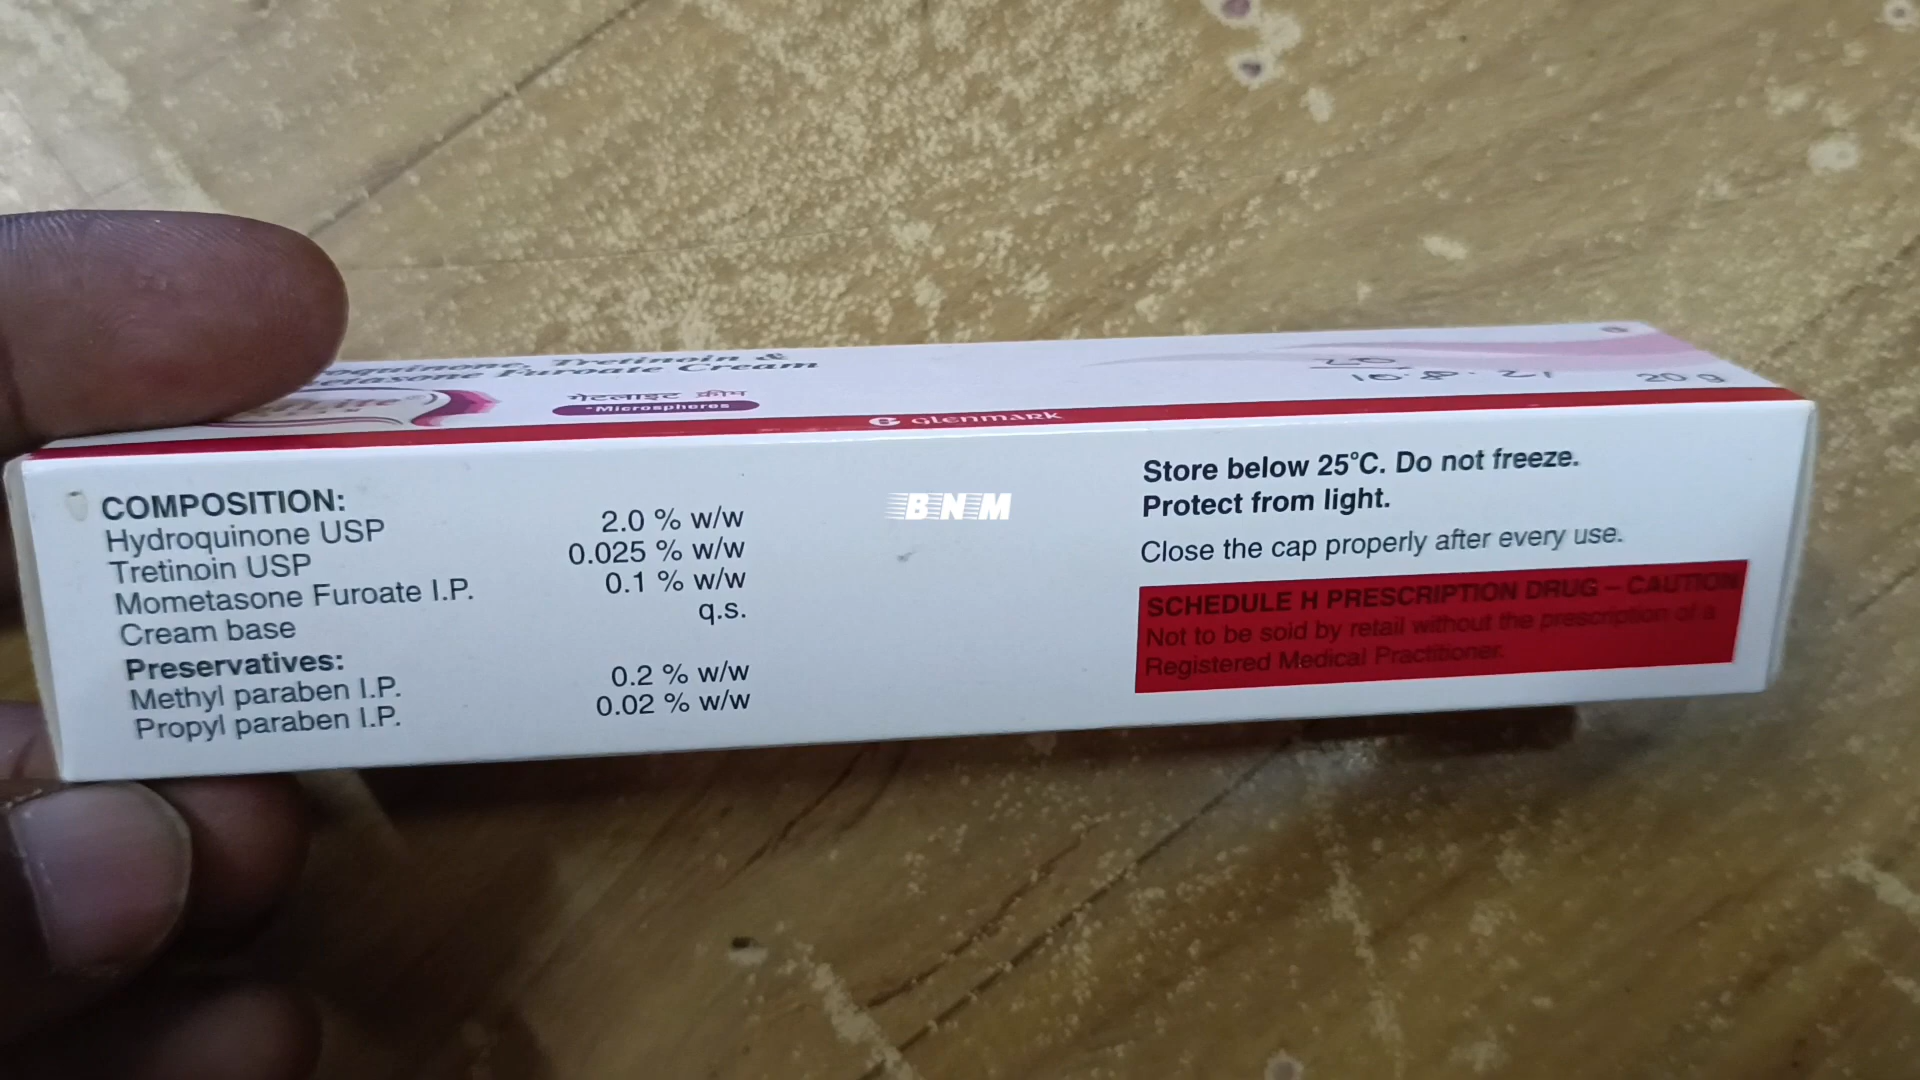 Tretinoin &
Furoate Cream
क्रीम
*Microspheres
glenmark
20
10.8.21
20 g
COMPOSITION:
Hydroquinone USP 2.0 % w/w
Tretinoin USP 0.025 % w/w
Mometasone Furoate I.P. 0.1 % w/w
Cream base q.s.
Preservatives:
Methyl paraben I.P. 0.2 % w/w
Propyl paraben I.P. 0.02 % w/w
BNM
Store below 25°C. Do not freeze.
Protect from light.
Close the cap properly after every use.
SCHEDULE H PRESCRIPTION DRUG – CAUTION
Not to be sold by retail without the prescription of a
Registered Medical Practitioner.